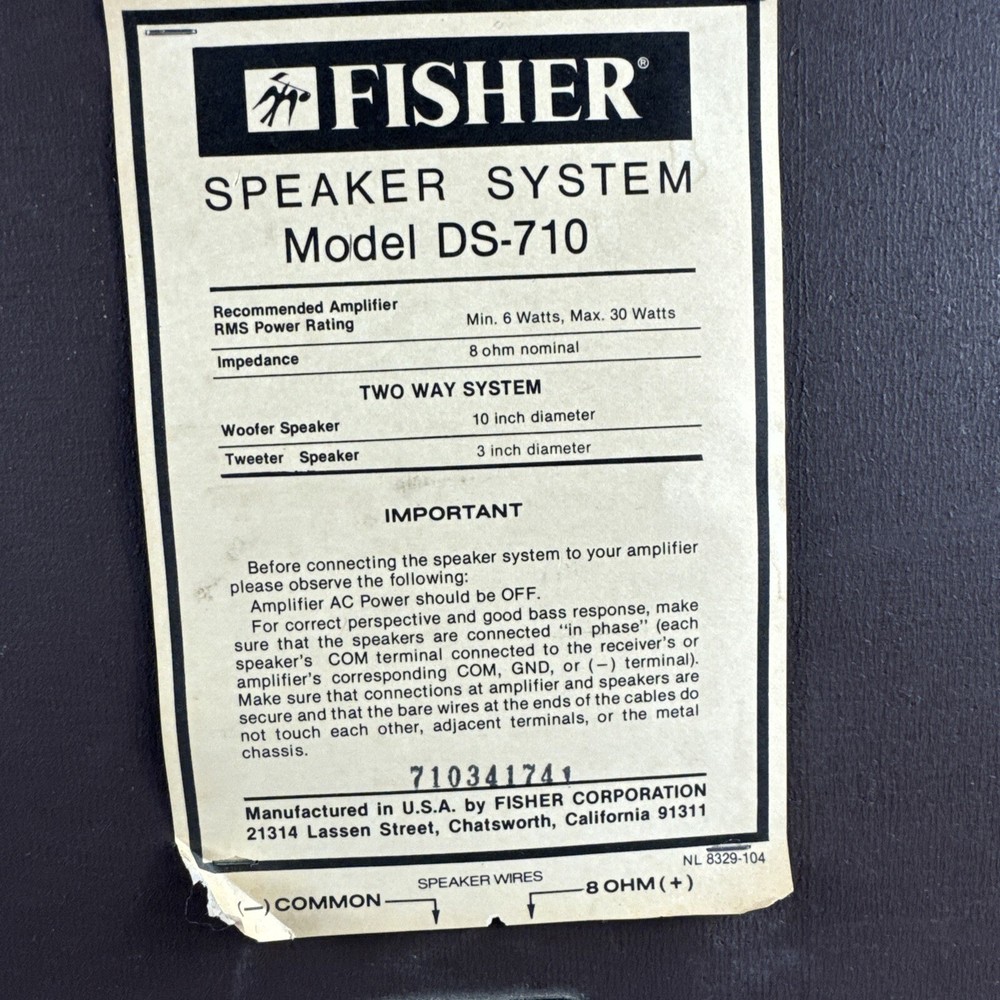 FISHER®
SPEAKER SYSTEM
Model DS-710
Recommended Amplifier
RMS Power Rating Min. 6 Watts, Max. 30 Watts
Impedance 8 ohm nominal
TWO WAY SYSTEM
Woofer Speaker 10 inch diameter
Tweeter Speaker 3 inch diameter
IMPORTANT
Before connecting the speaker system to your amplifier
please observe the following:
Amplifier AC Power should be OFF.
For correct perspective and good bass response, make
sure that the speakers are connected "in phase" (each
speaker's COM terminal connected to the receiver's or
amplifier's corresponding COM, GND, or (−) terminal).
Make sure that connections at amplifier and speakers are
secure and that the bare wires at the ends of the cables do
not touch each other, adjacent terminals, or the metal
chassis.
710341741
Manufactured in U.S.A. by FISHER CORPORATION
21314 Lassen Street, Chatsworth, California 91311
NL 8329-104
SPEAKER WIRES
(−) COMMON 8 OHM (+)